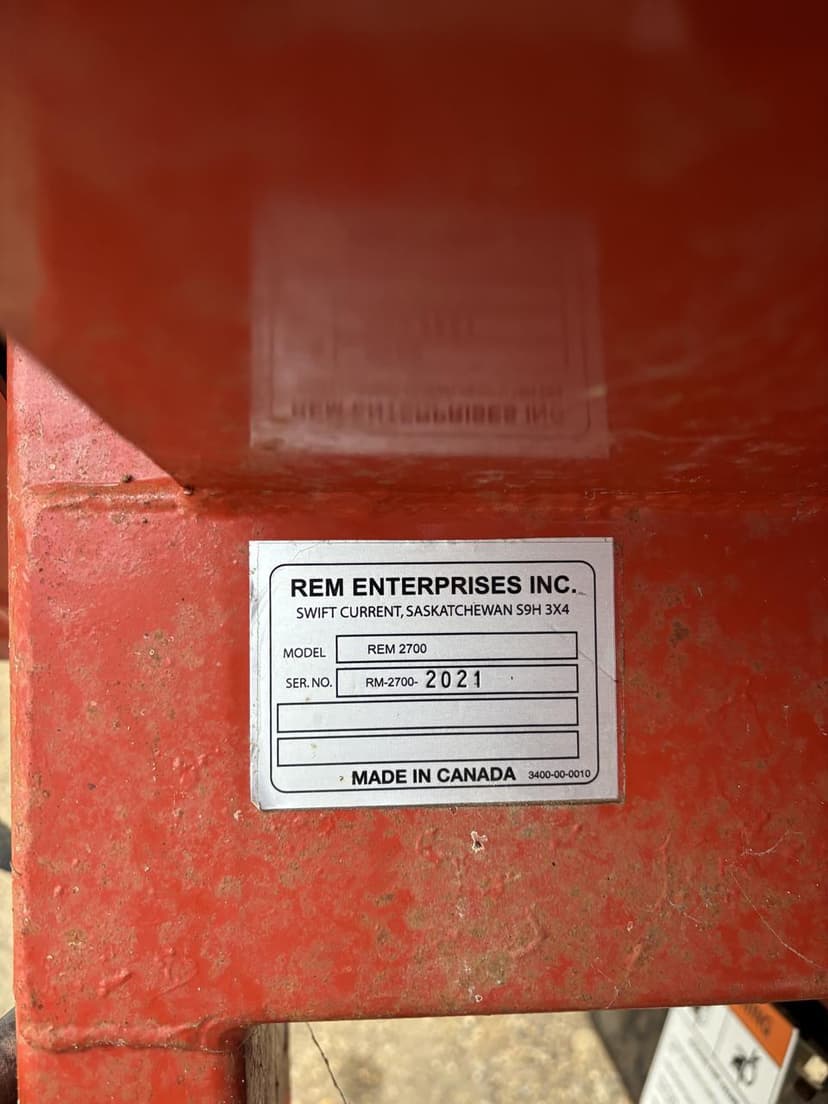 REM ENTERPRISES INC.
SWIFT CURRENT, SASKATCHEWAN S9H 3X4
MODEL REM 2700
SER. NO. RM-2700- 2021
MADE IN CANADA 3400-00-0010